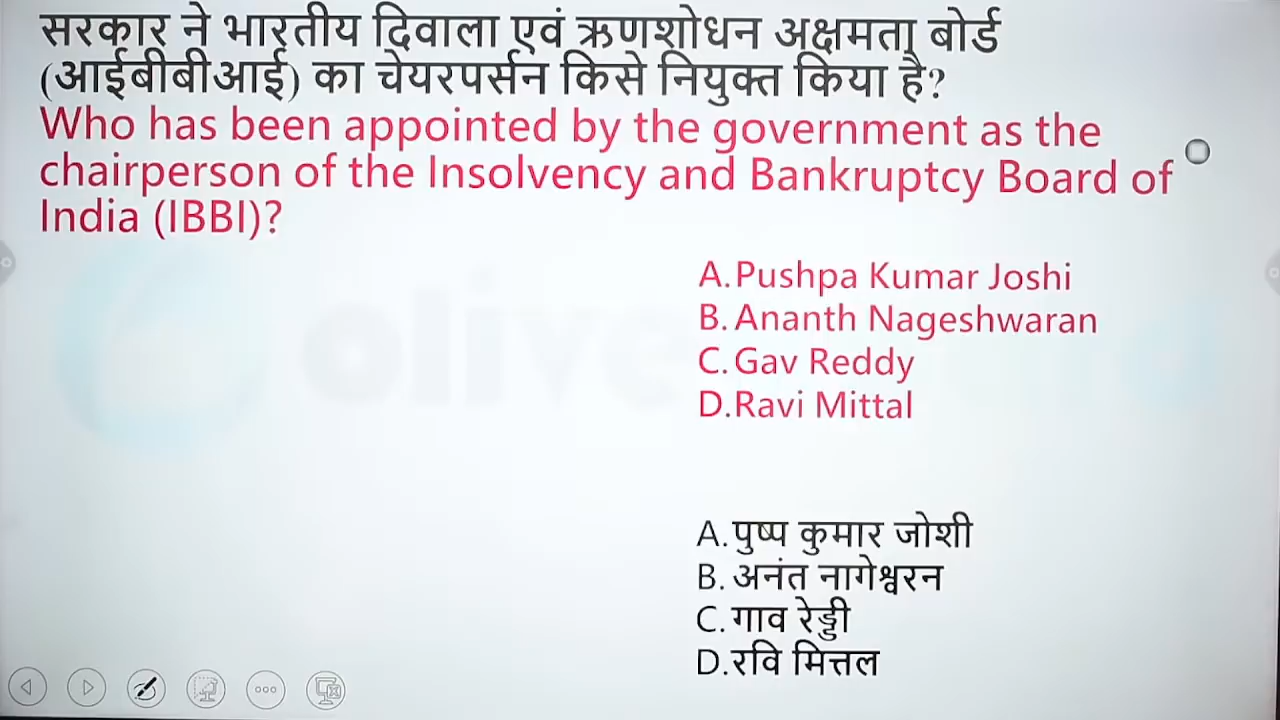 सरकार ने भारतीय दिवाला एवं ऋणशोधन अक्षमता बोर्ड
(आईबीबीआई) का चेयरपर्सन किसे नियुक्त किया है?
Who has been appointed by the government as the
chairperson of the Insolvency and Bankruptcy Board of
India (IBBI)?
A.Pushpa Kumar Joshi
B.Ananth Nageshwaran
C.Gav Reddy
D.Ravi Mittal
A.पुष्प कुमार जोशी
B.अनंत नागेश्वरन
C.गाव रेड्डी
D.रवि मित्तल